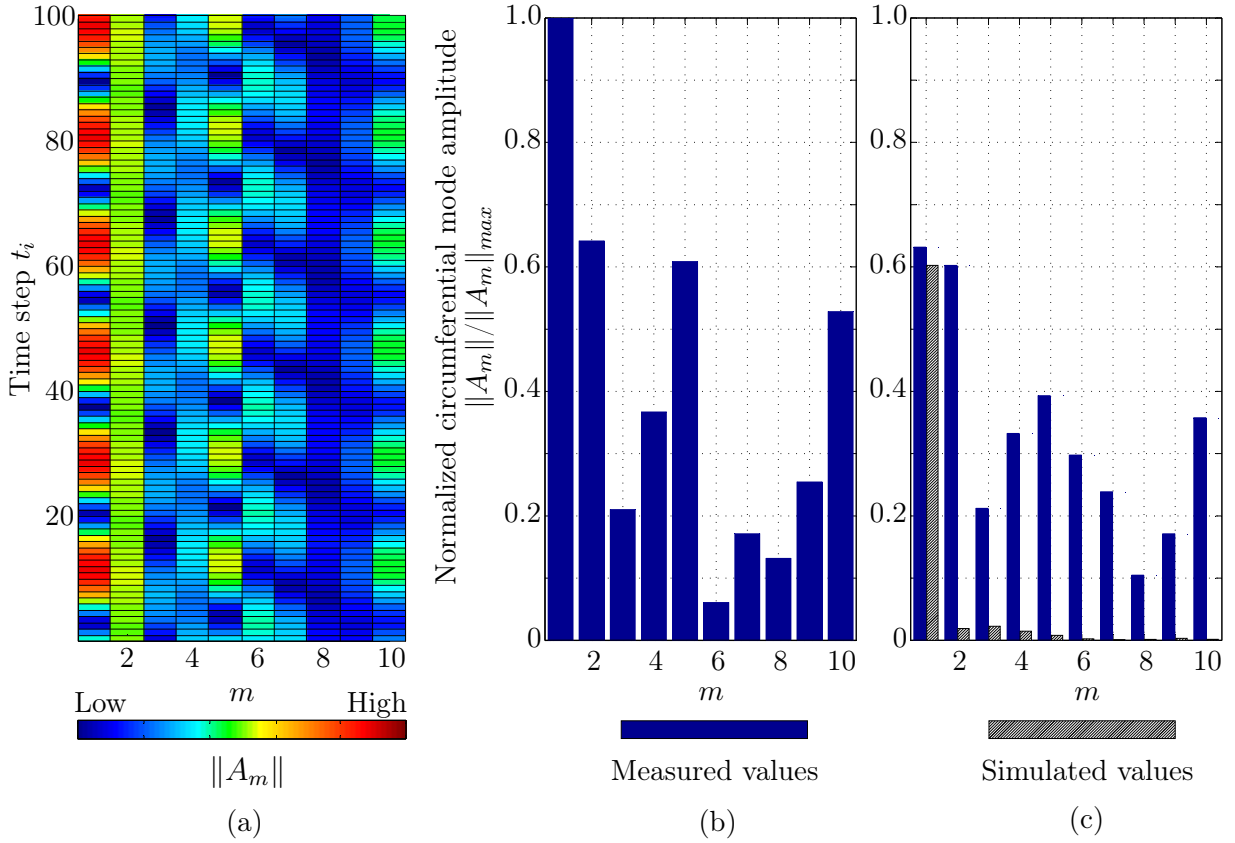 Time step t_i
100
80
60
40
20
2 4 6 8 10
m
Low High
‖A_m‖
(a)
Normalized circumferential mode amplitude
‖A_m‖/‖A_m‖_max
1.0
0.8
0.6
0.4
0.2
0
2 4 6 8 10
m
Measured values
(b)
1.0
0.8
0.6
0.4
0.2
0
2 4 6 8 10
m
Simulated values
(c)